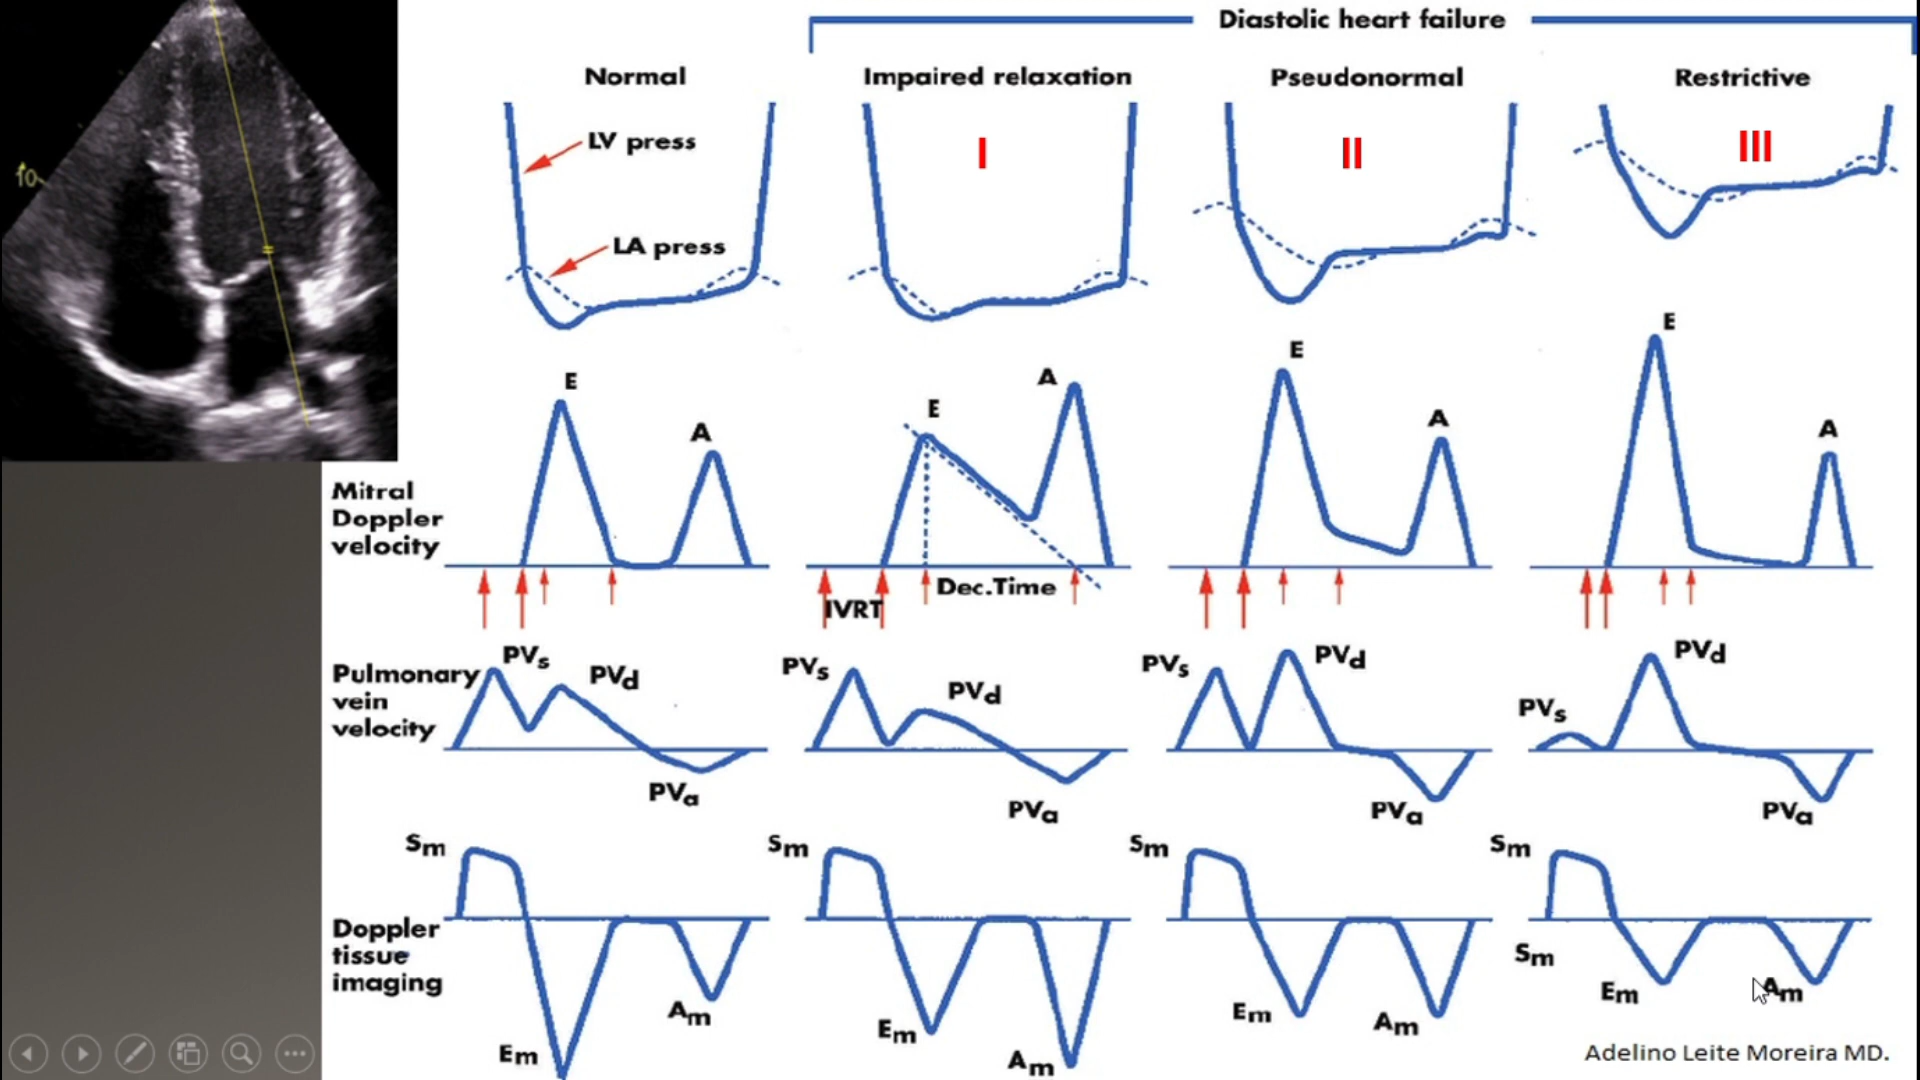 Diastolic heart failure
Normal
Impaired relaxation
Pseudonormal
Restrictive
LV press
I
II
III
LA press
E
A
E
A
E
A
E
A
Mitral
Doppler
velocity
IVRT
Dec.Time
Pulmonary
vein
velocity
PVs
PVd
PVa
PVs
PVd
PVa
PVs
PVd
PVa
PVs
PVd
PVa
Doppler
tissue
imaging
Sm
Em
Am
Sm
Em
Am
Sm
Em
Am
Sm
Sm
Em
Am
Adelino Leite Moreira MD.